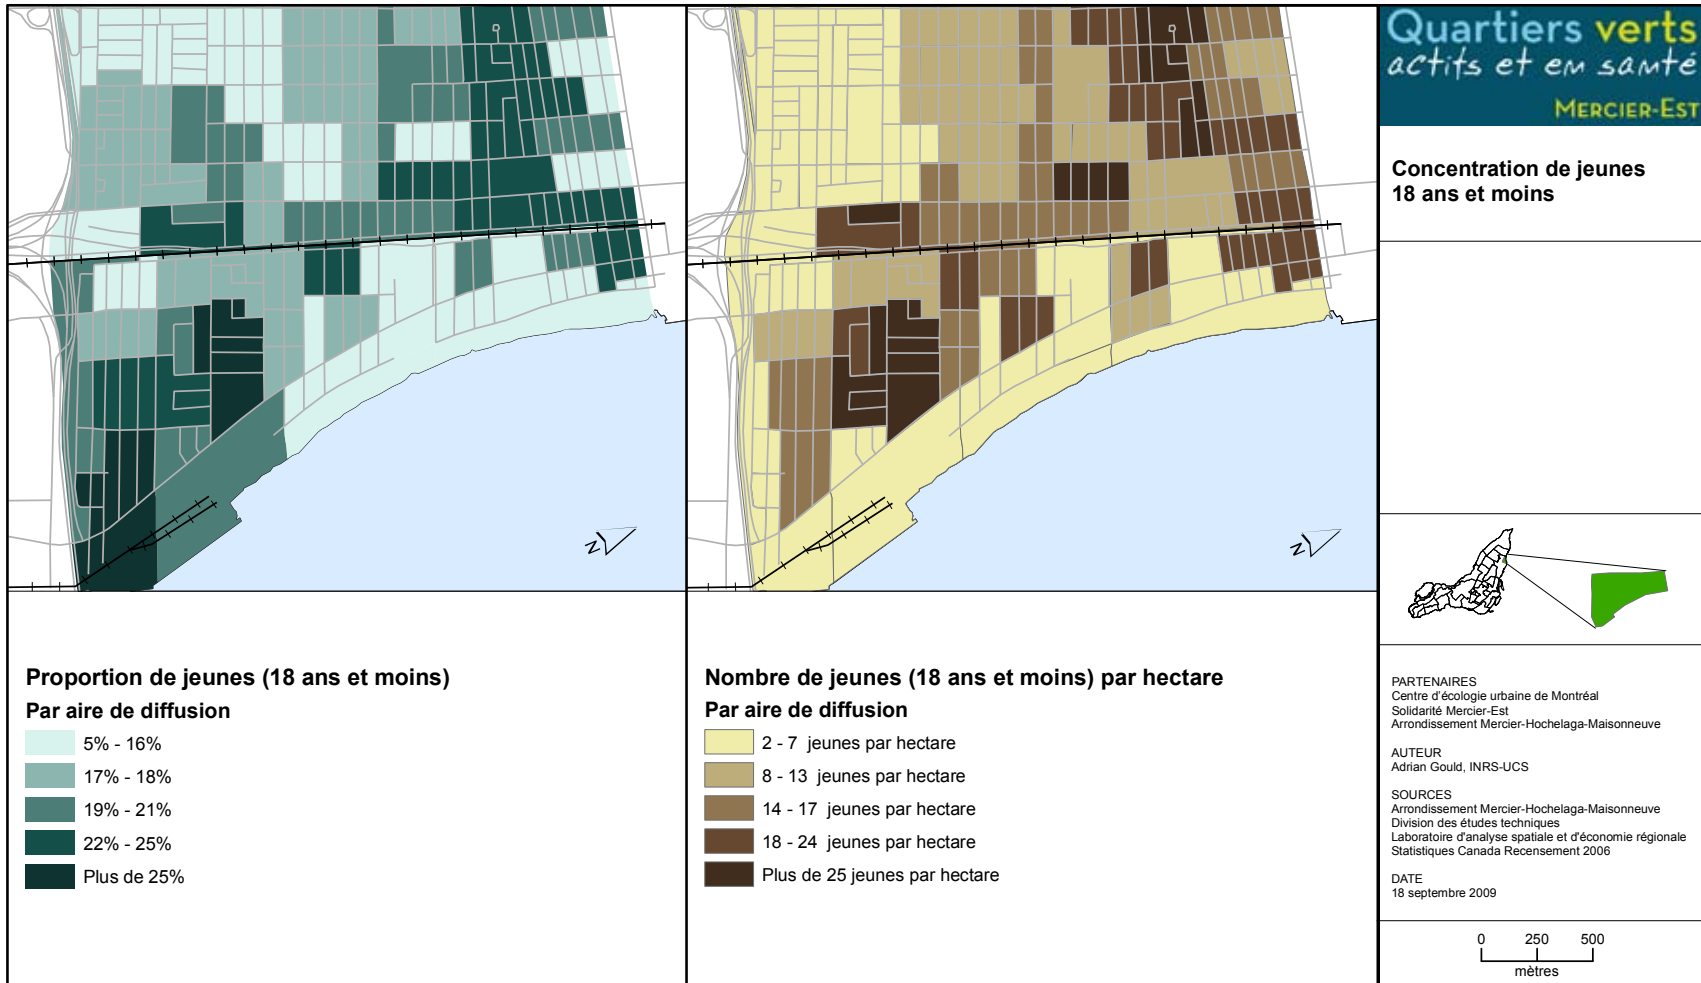 Quartiers verts
actifs et en santé
MERCIER-EST
Concentration de jeunes
18 ans et moins
N
N
Proportion de jeunes (18 ans et moins)
Par aire de diffusion
5% - 16%
17% - 18%
19% - 21%
22% - 25%
Plus de 25%
Nombre de jeunes (18 ans et moins) par hectare
Par aire de diffusion
2 - 7 jeunes par hectare
8 - 13 jeunes par hectare
14 - 17 jeunes par hectare
18 - 24 jeunes par hectare
Plus de 25 jeunes par hectare
PARTENAIRES
Centre d'écologie urbaine de Montréal
Solidarité Mercier-Est
Arrondissement Mercier-Hochelaga-Maisonneuve
AUTEUR
Adrian Gould, INRS-UCS
SOURCES
Arrondissement Mercier-Hochelaga-Maisonneuve
Division des études techniques
Laboratoire d'analyse spatiale et d'économie régionale
Statistiques Canada Recensement 2006
DATE
18 septembre 2009
0 250 500
mètres